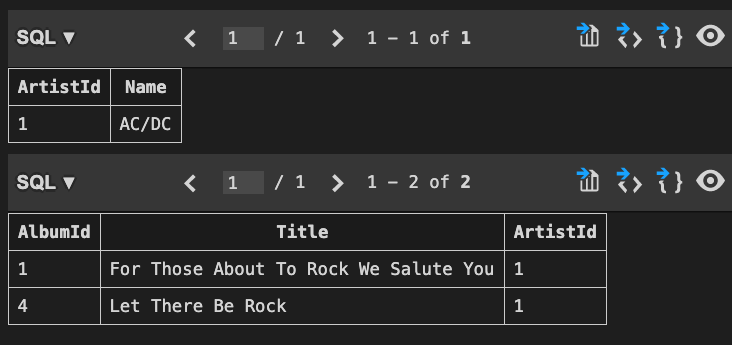 SQL ▼ < 1 / 1 > 1 – 1 of 1
ArtistId Name
1 AC/DC
SQL ▼ < 1 / 1 > 1 – 2 of 2
AlbumId Title ArtistId
1 For Those About To Rock We Salute You 1
4 Let There Be Rock 1